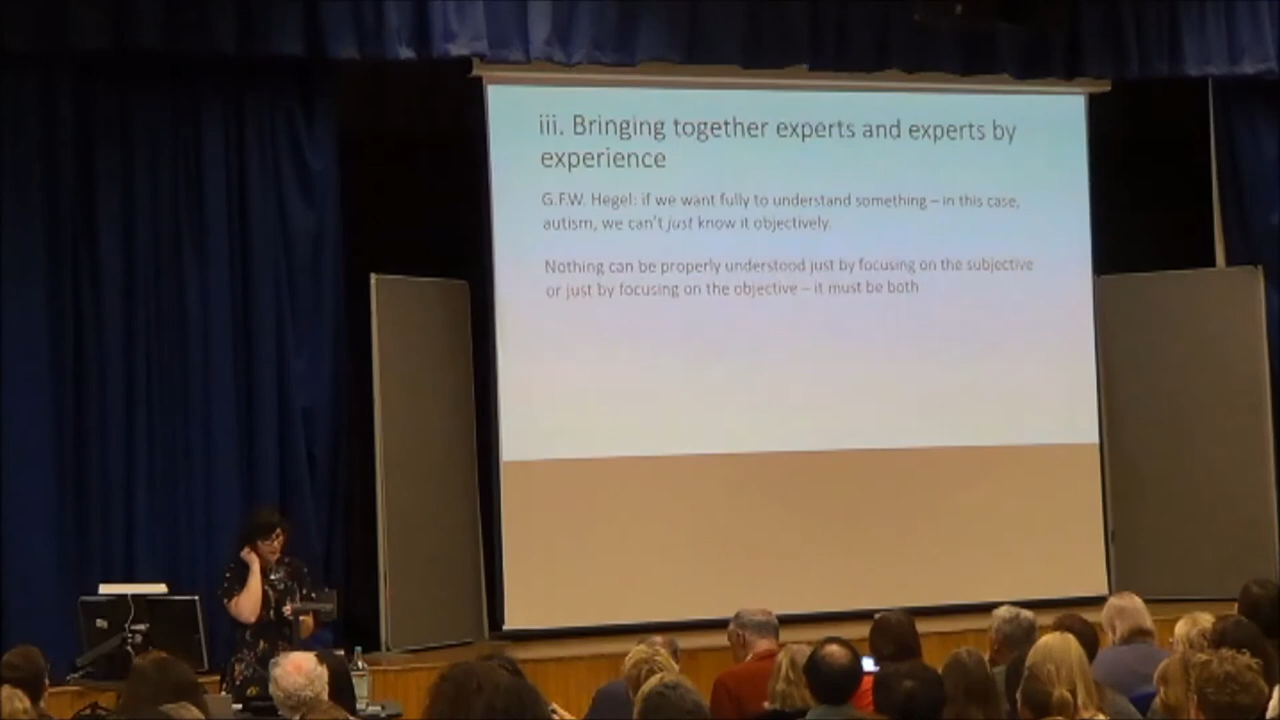 iii. Bringing together experts and experts by
experience
G.F.W. Hegel: if we want fully to understand something – in this case,
autism, we can't just know it objectively.
Nothing can be properly understood just by focusing on the subjective
or just by focusing on the objective – it must be both